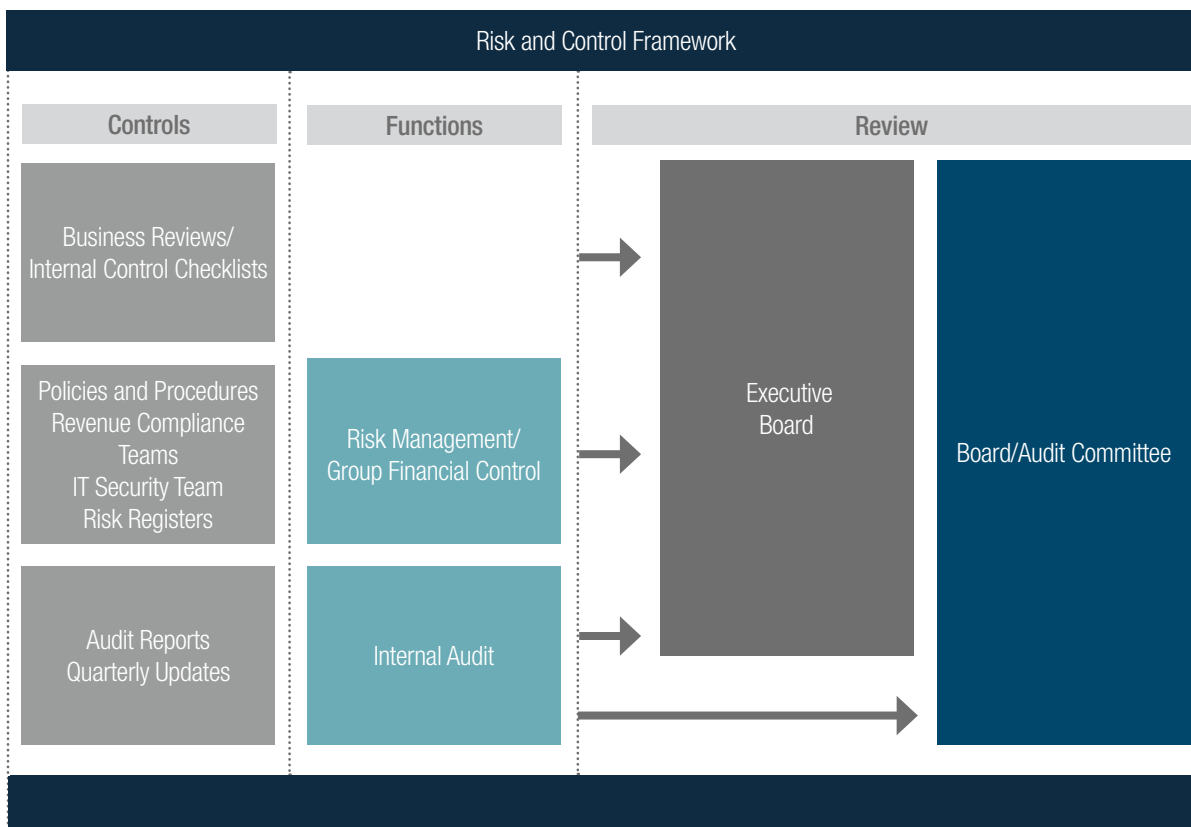 Risk and Control Framework
Controls
Functions
Review
Business Reviews/
Internal Control Checklists
Policies and Procedures
Revenue Compliance
Teams
IT Security Team
Risk Registers
Risk Management/
Group Financial Control
Executive
Board
Board/Audit Committee
Audit Reports
Quarterly Updates
Internal Audit